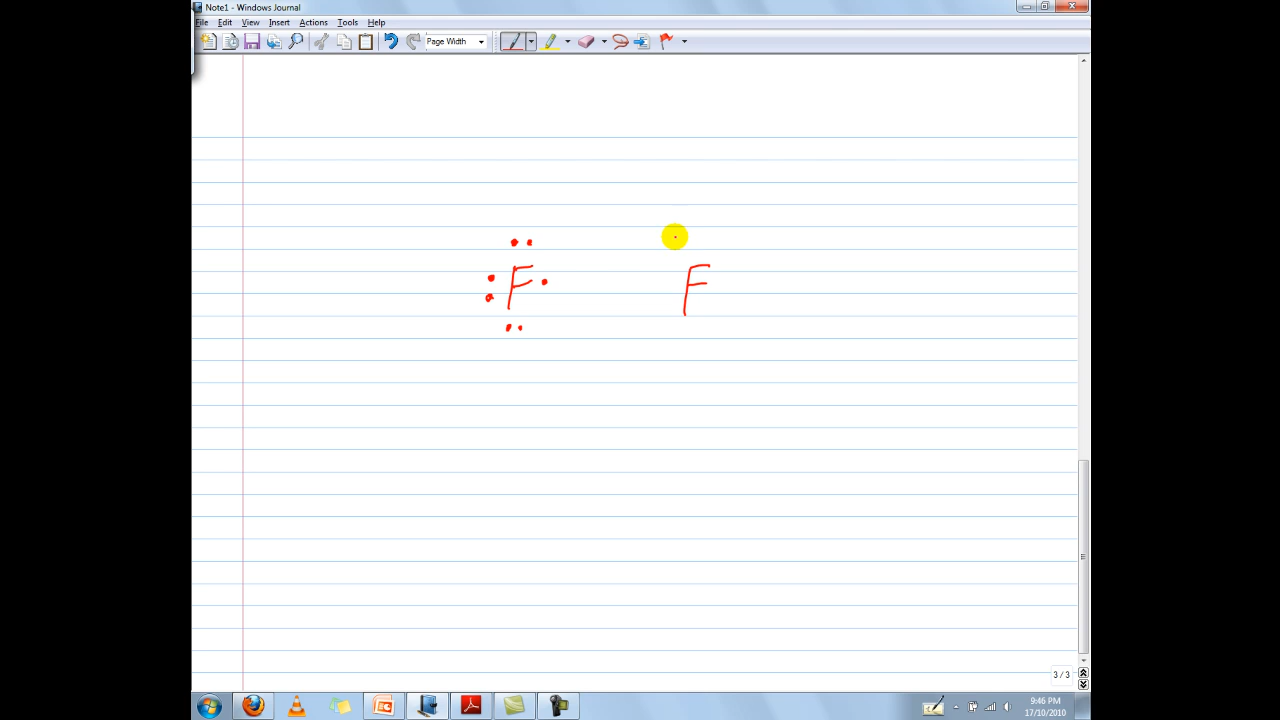 Note1 - Windows Journal
File Edit View Insert Actions Tools Help
Page Width
F F
3 / 3
9:46 PM
17/10/2010